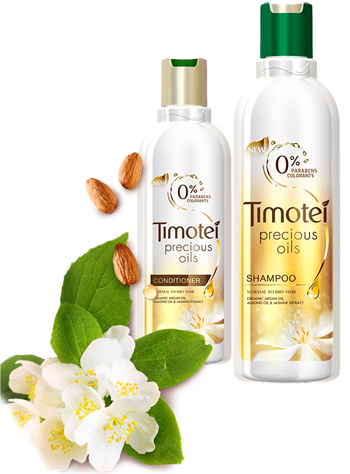 NEW
0%
PARABENS
COLORANTS
Timotei
precious
oils
CONDITIONER
NORMAL TO DRY HAIR
ORGANIC ARGAN OIL,
ALMOND OIL & JASMINE EXTRACT
NEW
0%
PARABENS
COLORANTS
Timotei
precious
oils
SHAMPOO
NORMAL TO DRY HAIR
ORGANIC ARGAN OIL,
ALMOND OIL & JASMINE EXTRACT